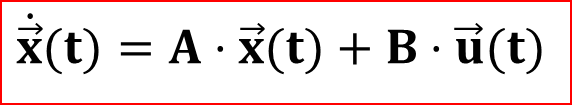 ẋ⃗(t) = A · x⃗(t) + B · u⃗(t)